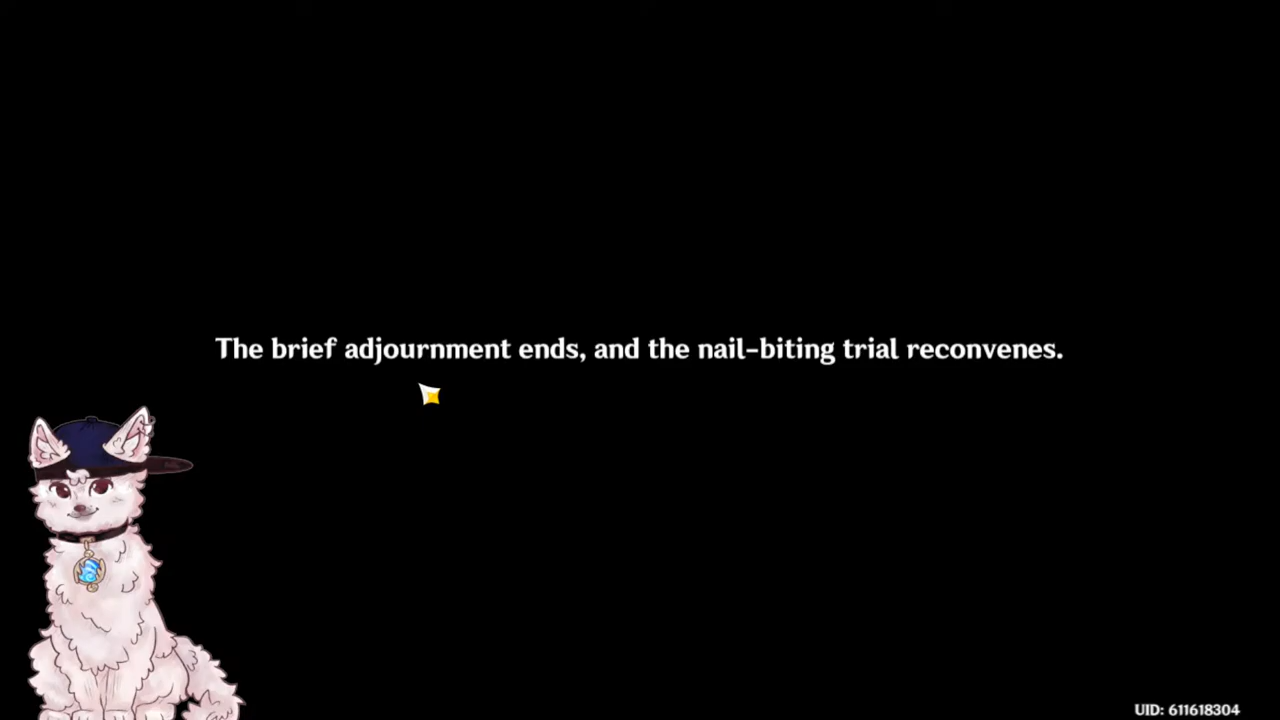 The brief adjournment ends, and the nail-biting trial reconvenes.
UID: 611618304